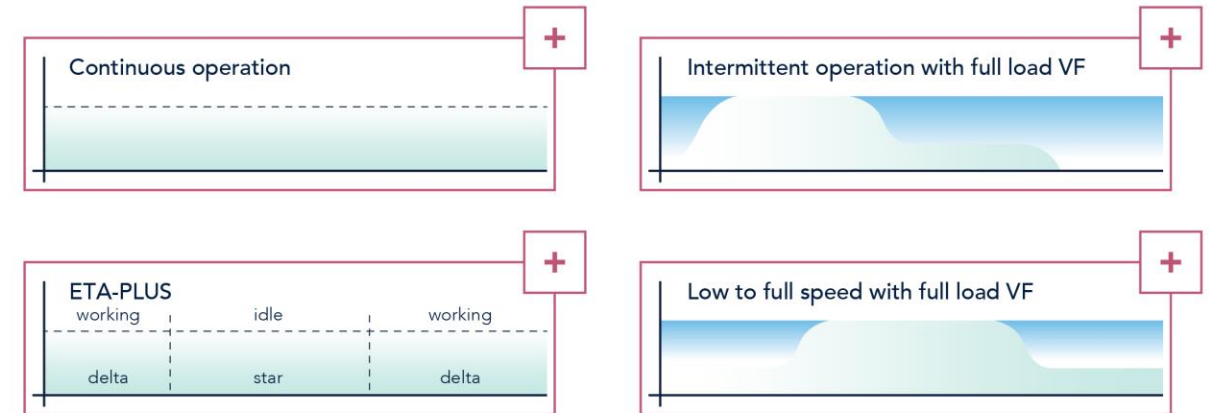 +
Continuous operation
+
Intermittent operation with full load VF
+
ETA-PLUS
working idle working
delta star delta
+
Low to full speed with full load VF